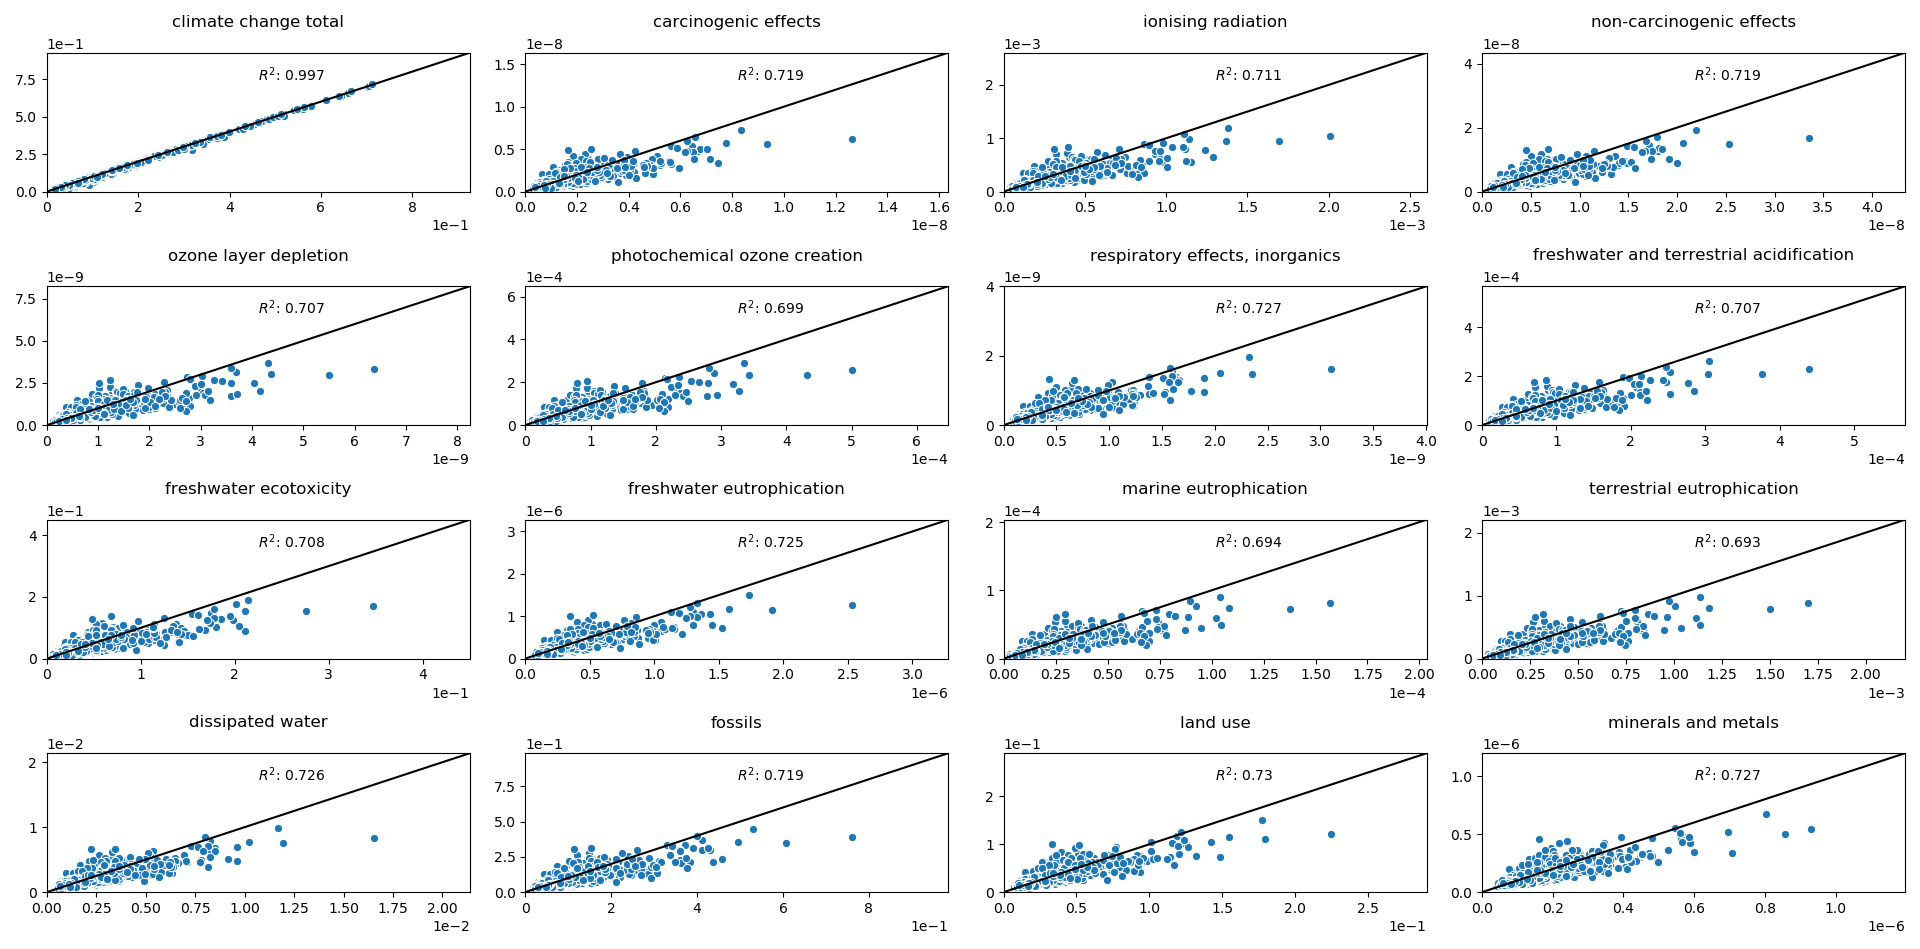 climate change total
1e−1
7.5
5.0
2.5
0.0
R²: 0.997
0
2
4
6
8
1e−1
carcinogenic effects
1e−8
1.5
1.0
0.5
0.0
R²: 0.719
0.0 0.2 0.4 0.6 0.8 1.0 1.2 1.4 1.6
1e−8
ionising radiation
1e−3
2
1
0
R²: 0.711
0.0 0.5 1.0 1.5 2.0 2.5
1e−3
non-carcinogenic effects
1e−8
4
2
0
R²: 0.719
0.0 0.5 1.0 1.5 2.0 2.5 3.0 3.5 4.0
1e−8
ozone layer depletion
1e−9
7.5
5.0
2.5
0.0
R²: 0.707
0 1 2 3 4 5 6 7 8
1e−9
photochemical ozone creation
1e−4
6
4
2
0
R²: 0.699
0 1 2 3 4 5 6
1e−4
respiratory effects, inorganics
1e−9
4
2
0
R²: 0.727
0.0 0.5 1.0 1.5 2.0 2.5 3.0 3.5 4.0
1e−9
freshwater and terrestrial acidification
1e−4
4
2
0
R²: 0.707
0 1 2 3 4 5
1e−4
freshwater ecotoxicity
1e−1
4
2
0
R²: 0.708
0 1 2 3 4
1e−1
freshwater eutrophication
1e−6
3
2
1
0
R²: 0.725
0.0 0.5 1.0 1.5 2.0 2.5 3.0
1e−6
marine eutrophication
1e−4
2
1
0
R²: 0.694
0.00 0.25 0.50 0.75 1.00 1.25 1.50 1.75 2.00
1e−4
terrestrial eutrophication
1e−3
2
1
0
R²: 0.693
0.00 0.25 0.50 0.75 1.00 1.25 1.50 1.75 2.00
1e−3
dissipated water
1e−2
2
1
0
R²: 0.726
0.00 0.25 0.50 0.75 1.00 1.25 1.50 1.75 2.00
1e−2
fossils
1e−1
7.5
5.0
2.5
0.0
R²: 0.719
0 2 4 6 8
1e−1
land use
1e−1
2
1
0
R²: 0.73
0.0 0.5 1.0 1.5 2.0 2.5
1e−1
minerals and metals
1e−6
1.0
0.5
0.0
R²: 0.727
0.0 0.2 0.4 0.6 0.8 1.0
1e−6